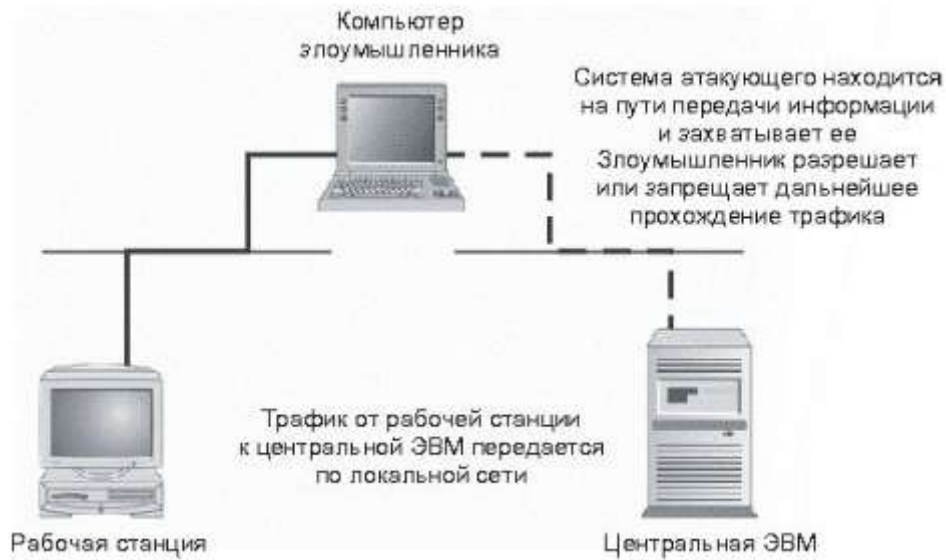 Компьютер
злоумышленника
Система атакующего находится
на пути передачи информации
и захватывает ее
Злоумышленник разрешает
или запрещает дальнейшее
прохождение трафика
Трафик от рабочей станции
к центральной ЭВМ передается
по локальной сети
Рабочая станция
Центральная ЭВМ